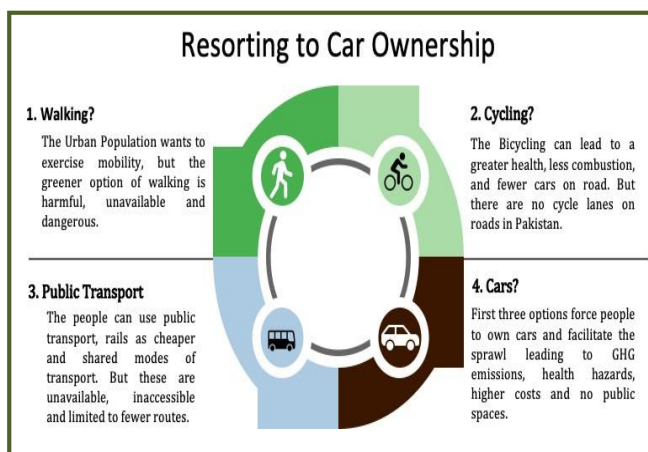 Resorting to Car Ownership
1. Walking?
The Urban Population wants to
exercise mobility, but the
greener option of walking is
harmful, unavailable and
dangerous.
2. Cycling?
The Bicycling can lead to a
greater health, less combustion,
and fewer cars on road. But
there are no cycle lanes on
roads in Pakistan.
3. Public Transport
The people can use public
transport, rails as cheaper
and shared modes of
transport. But these are
unavailable, inaccessible
and limited to fewer routes.
4. Cars?
First three options force people
to own cars and facilitate the
sprawl leading to GHG
emissions, health hazards,
higher costs and no public
spaces.